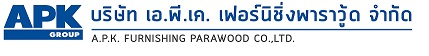 APK GROUP
บริษัท เอ.พี.เค. เฟอร์นิชิ่งพาราวู้ด จำกัด
A.P.K. FURNISHING PARAWOOD CO.,LTD.